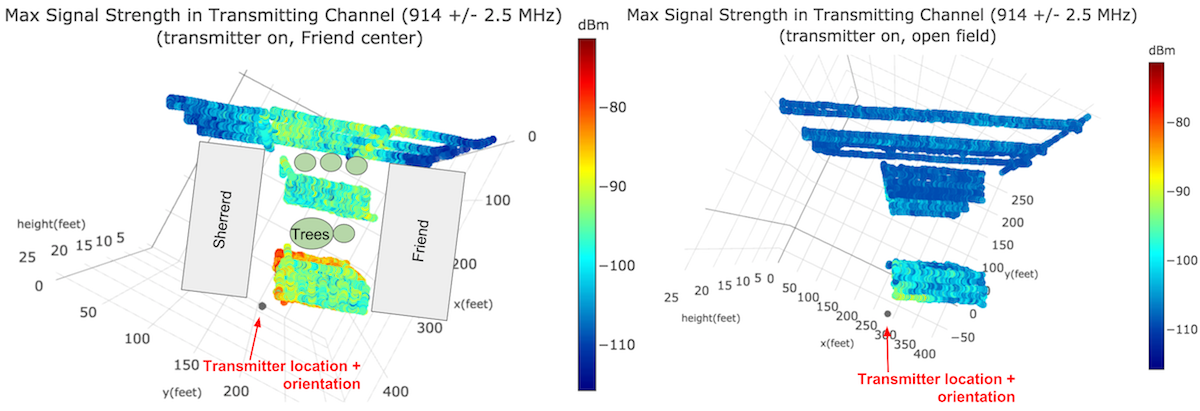 Max Signal Strength in Transmitting Channel (914 +/- 2.5 MHz)
(transmitter on, Friend center)
dBm
−80
−90
−100
−110
0
100
200
x(feet)
300
400
height(feet)
25 20 15 10 5
0
50
100
150
200
y(feet)
Sherrerd
Trees
Friend
Transmitter location +
orientation
Max Signal Strength in Transmitting Channel (914 +/- 2.5 MHz)
(transmitter on, open field)
dBm
−80
−90
−100
−110
250
200
150
100
y(feet)
0
−50
25 20 15 10 5 0
height(feet)
50
100
150
200
250
300
350
400
x(feet)
Transmitter location +
orientation